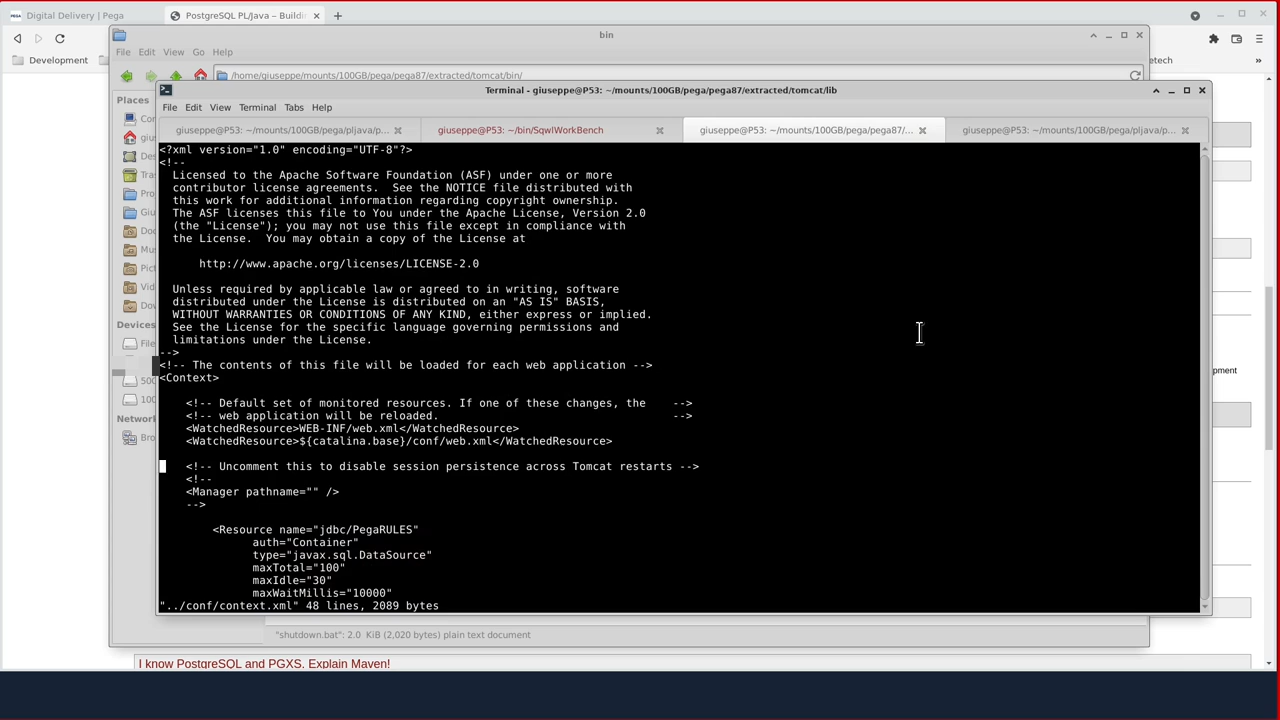 Digital Delivery | Pega
PostgreSQL PL/Java – Buildi
Development
etech
bin
File Edit View Go Help
/home/giuseppe/mounts/100GB/pega/pega87/extracted/tomcat/bin/
Places
Devices
File
500
100
Network
Terminal - giuseppe@P53: ~/mounts/100GB/pega/pega87/extracted/tomcat/lib
File Edit View Terminal Tabs Help
giuseppe@P53: ~/mounts/100GB/pega/pljava/p...
giuseppe@P53: ~/bin/SqwlWorkBench
giuseppe@P53: ~/mounts/100GB/pega/pega87/...
giuseppe@P53: ~/mounts/100GB/pega/pljava/p...
<?xml version="1.0" encoding="UTF-8"?>
<!--
Licensed to the Apache Software Foundation (ASF) under one or more
contributor license agreements.  See the NOTICE file distributed with
this work for additional information regarding copyright ownership.
The ASF licenses this file to You under the Apache License, Version 2.0
(the "License"); you may not use this file except in compliance with
the License.  You may obtain a copy of the License at
http://www.apache.org/licenses/LICENSE-2.0
Unless required by applicable law or agreed to in writing, software
distributed under the License is distributed on an "AS IS" BASIS,
WITHOUT WARRANTIES OR CONDITIONS OF ANY KIND, either express or implied.
See the License for the specific language governing permissions and
limitations under the License.
-->
<!-- The contents of this file will be loaded for each web application -->
<Context>
<!-- Default set of monitored resources. If one of these changes, the    -->
<!-- web application will be reloaded.                                   -->
<WatchedResource>WEB-INF/web.xml</WatchedResource>
<WatchedResource>${catalina.base}/conf/web.xml</WatchedResource>
<!-- Uncomment this to disable session persistence across Tomcat restarts -->
<!--
<Manager pathname="" />
-->
<Resource name="jdbc/PegaRULES"
auth="Container"
type="javax.sql.DataSource"
maxTotal="100"
maxIdle="30"
maxWaitMillis="10000"
"../conf/context.xml" 48 lines, 2089 bytes
pment
"shutdown.bat": 2.0 KiB (2,020 bytes) plain text document
I know PostgreSQL and PGXS. Explain Maven!